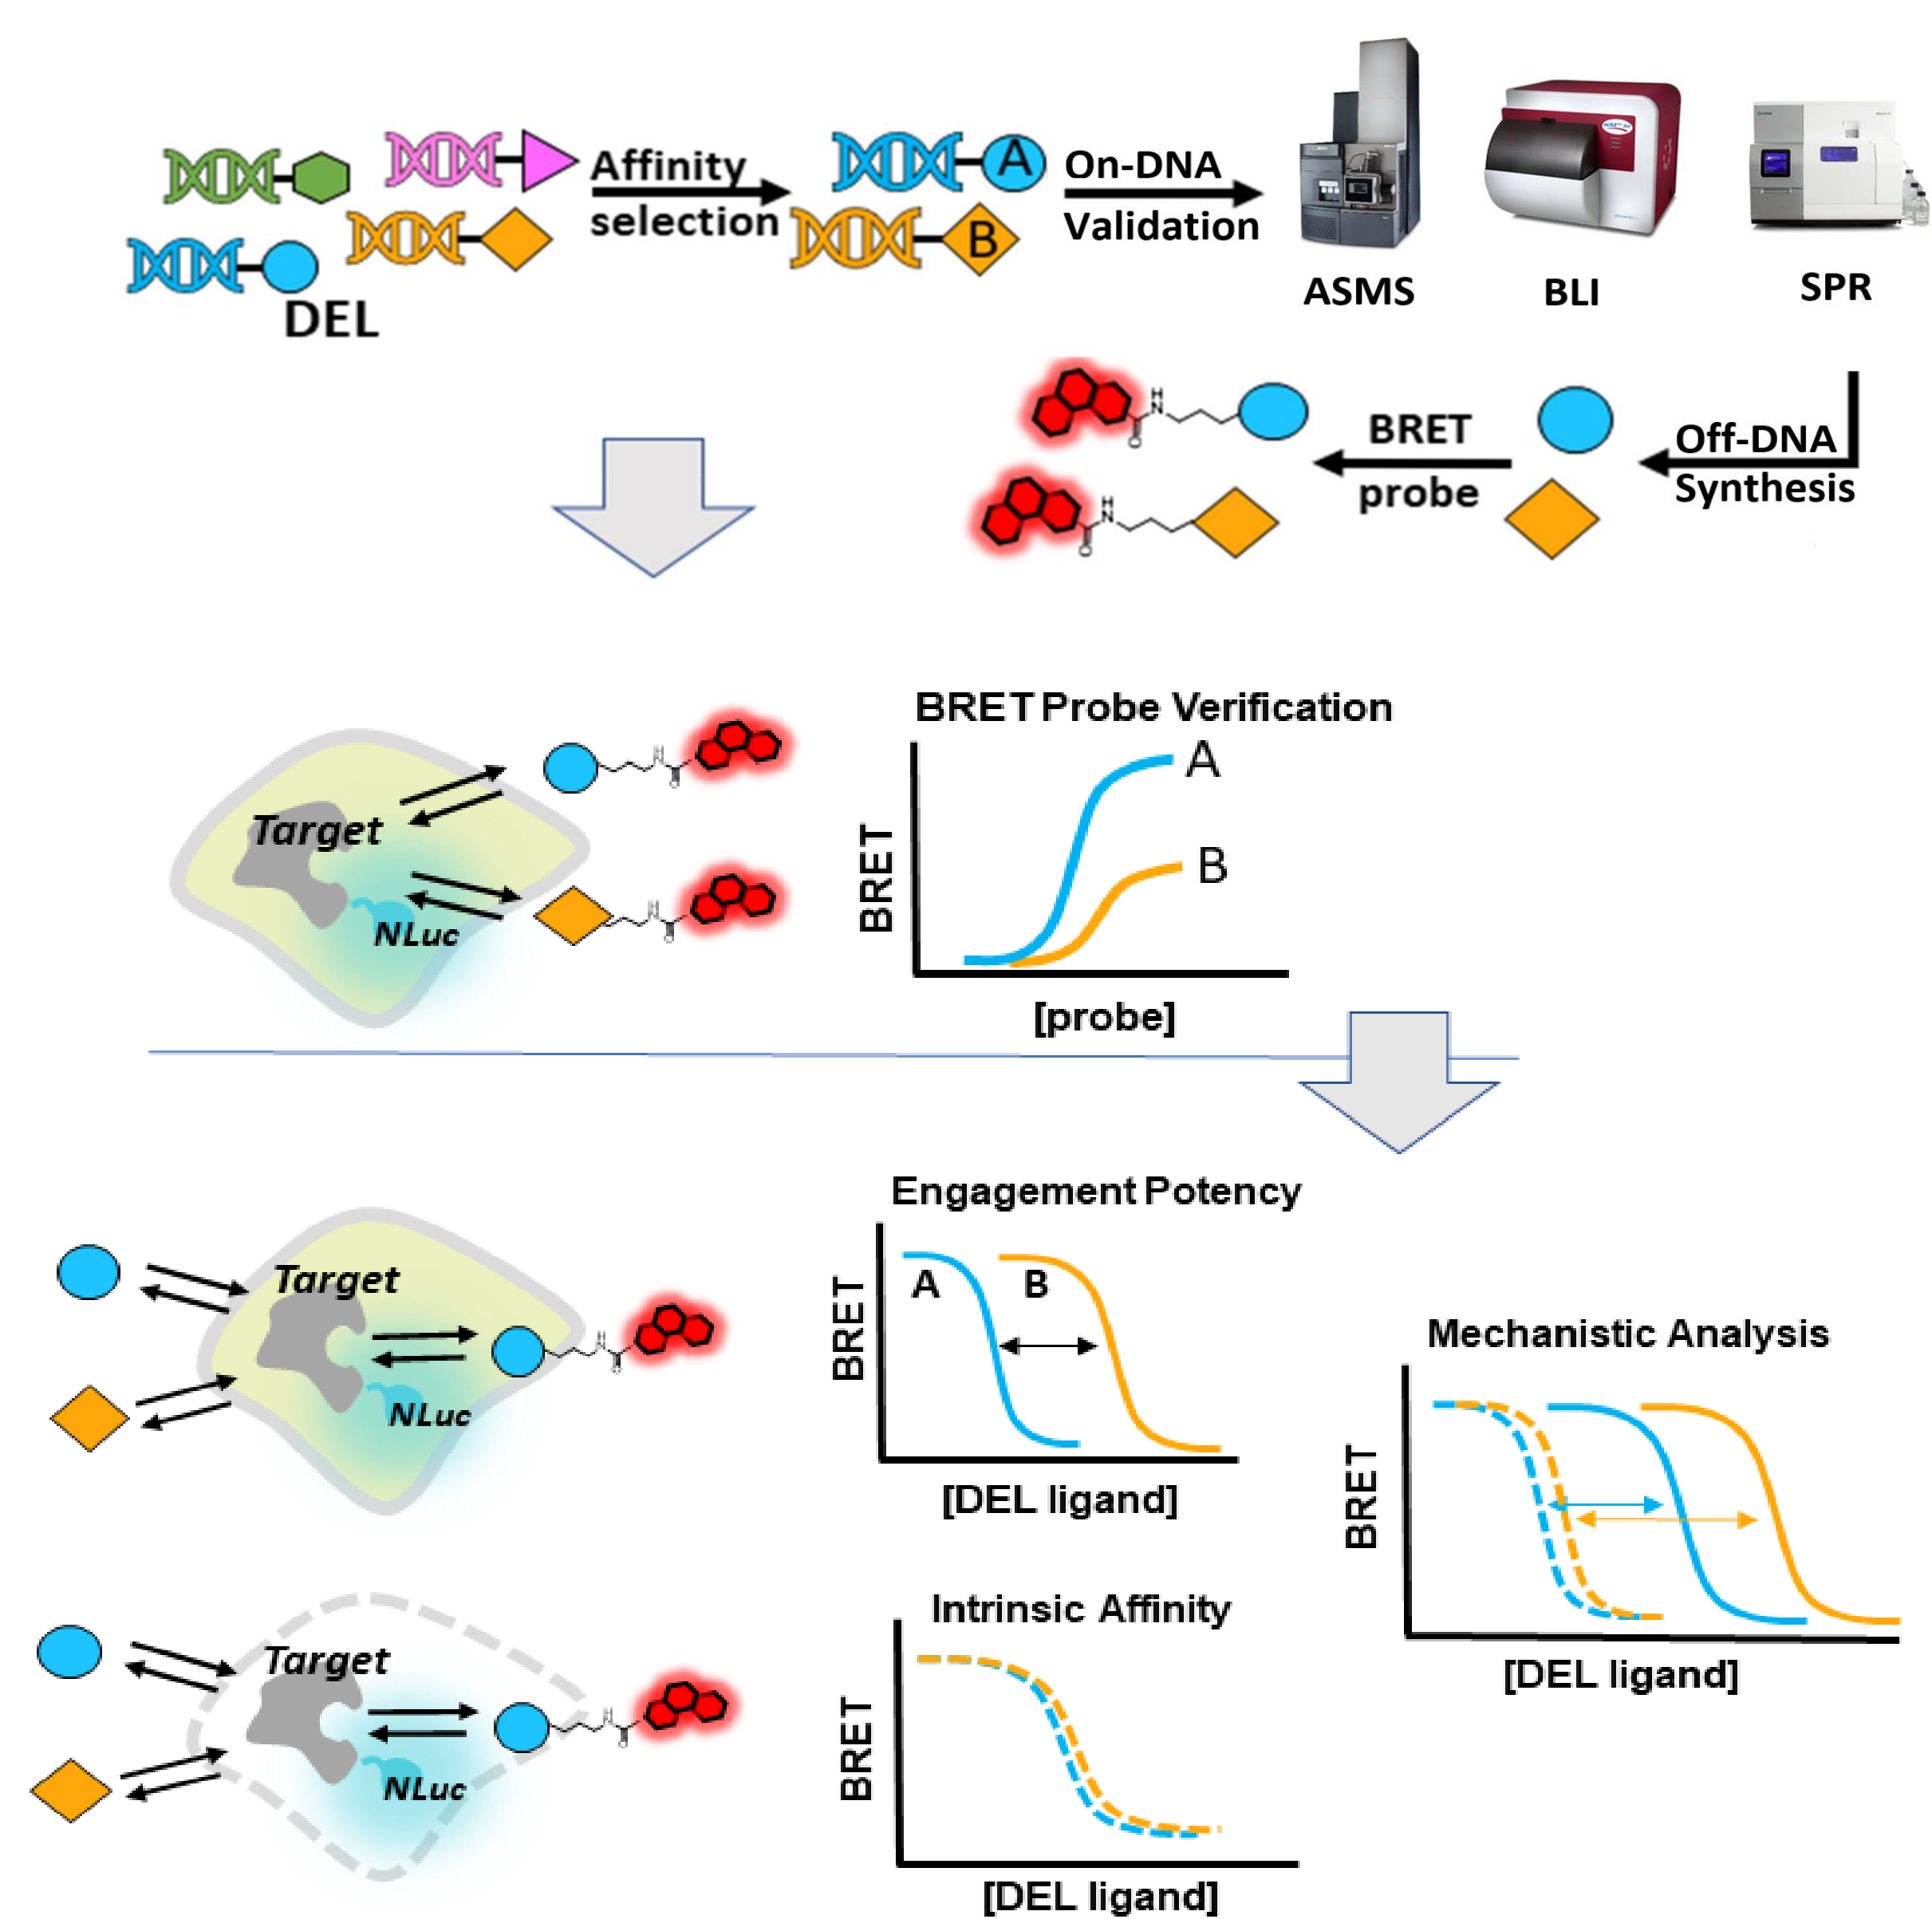 Affinity
selection
DEL
A
B
On-DNA
Validation
ASMS
BLI
SPR
Off-DNA
Synthesis
BRET
probe
H
N
O
H
N
O
Target
NLuc
H
N
O
H
N
O
BRET Probe Verification
BRET
A
B
[probe]
Target
NLuc
H
N
O
Engagement Potency
BRET
A
B
[DEL ligand]
Mechanistic Analysis
BRET
[DEL ligand]
Target
NLuc
H
N
O
Intrinsic Affinity
BRET
[DEL ligand]